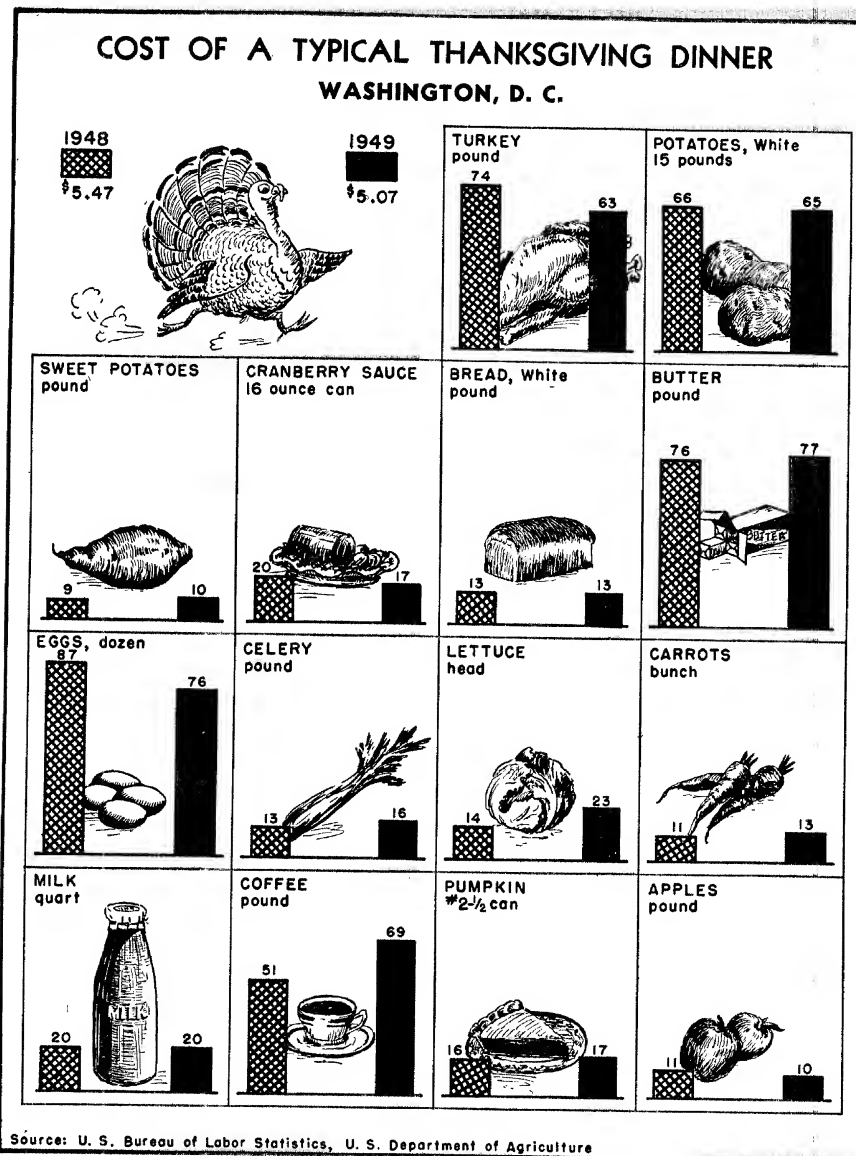 COST OF A TYPICAL THANKSGIVING DINNER
WASHINGTON, D. C.
1948
$5.47
1949
$5.07
TURKEY
pound
74
63
POTATOES, White
15 pounds
66
65
SWEET POTATOES
pound
9
10
CRANBERRY SAUCE
16 ounce can
20
17
BREAD, White
pound
13
13
BUTTER
pound
76
77
BUTTER
EGGS, dozen
87
76
CELERY
pound
13
16
LETTUCE
head
14
23
CARROTS
bunch
11
13
MILK
quart
20
20
MILK
COFFEE
pound
51
69
PUMPKIN
#2-½ can
16
17
APPLES
pound
11
10
Source: U. S. Bureau of Labor Statistics, U. S. Department of Agriculture